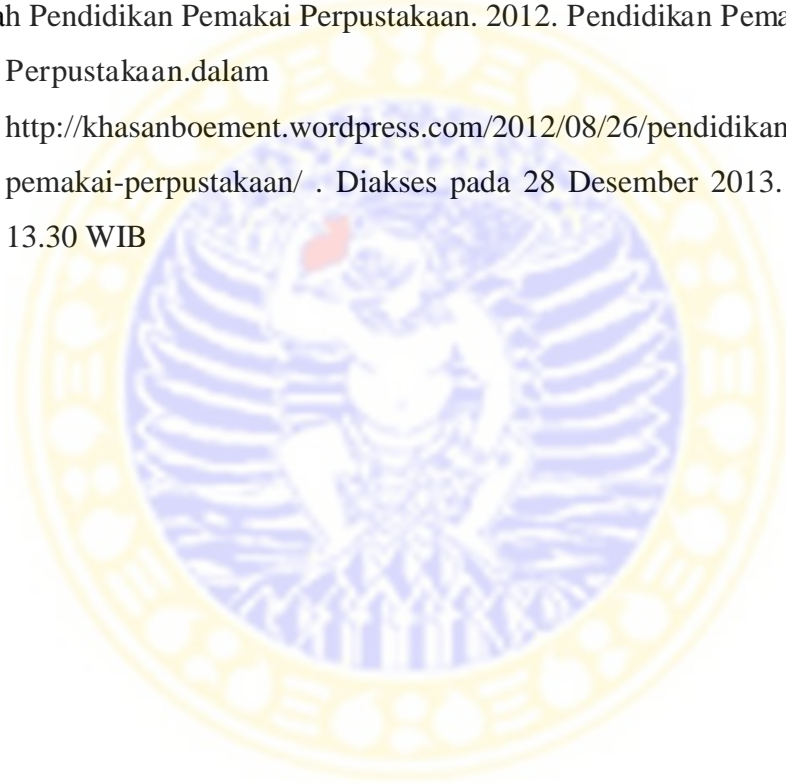 ah Pendidikan Pemakai Perpustakaan. 2012. Pendidikan Pema
Perpustakaan.dalam
http://khasanboement.wordpress.com/2012/08/26/pendidikan
pemakai-perpustakaan/ . Diakses pada 28 Desember 2013.
13.30 WIB